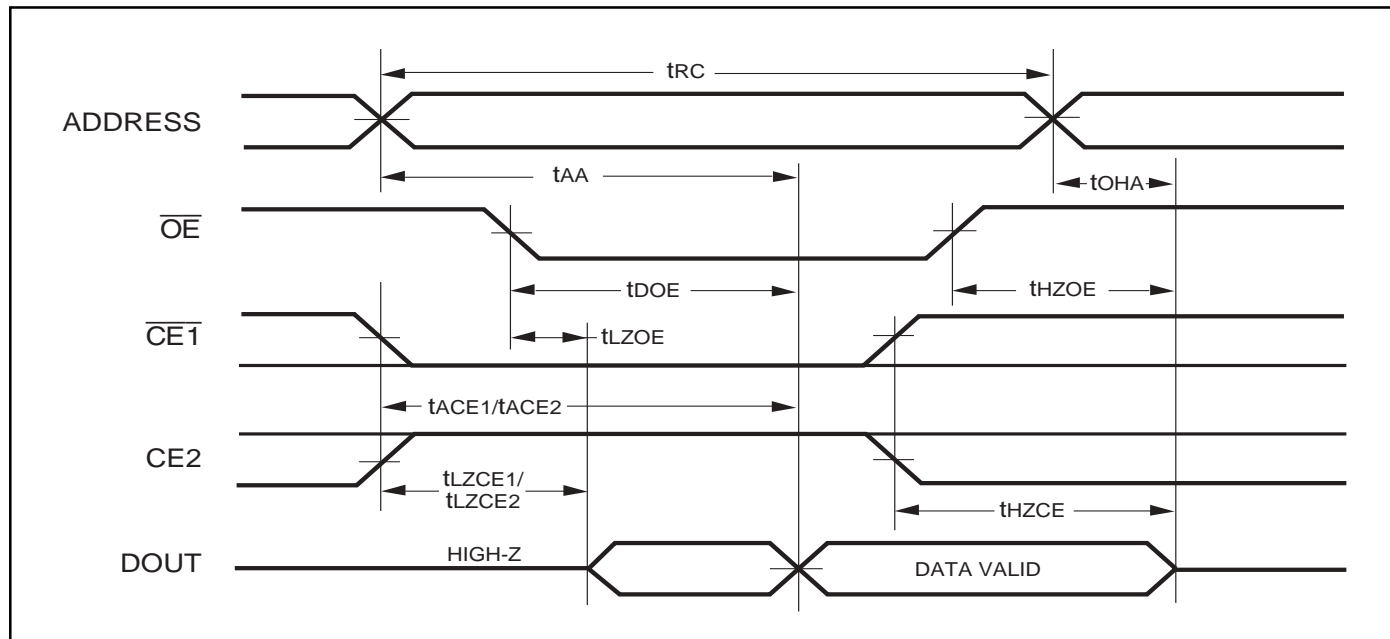 tRC
ADDRESS
tAA
tOHA
OE
tDOE
tHZOE
CE1
tLZOE
tACE1/tACE2
CE2
tLZCE1/
tLZCE2
tHZCE
DOUT
HIGH-Z
DATA VALID